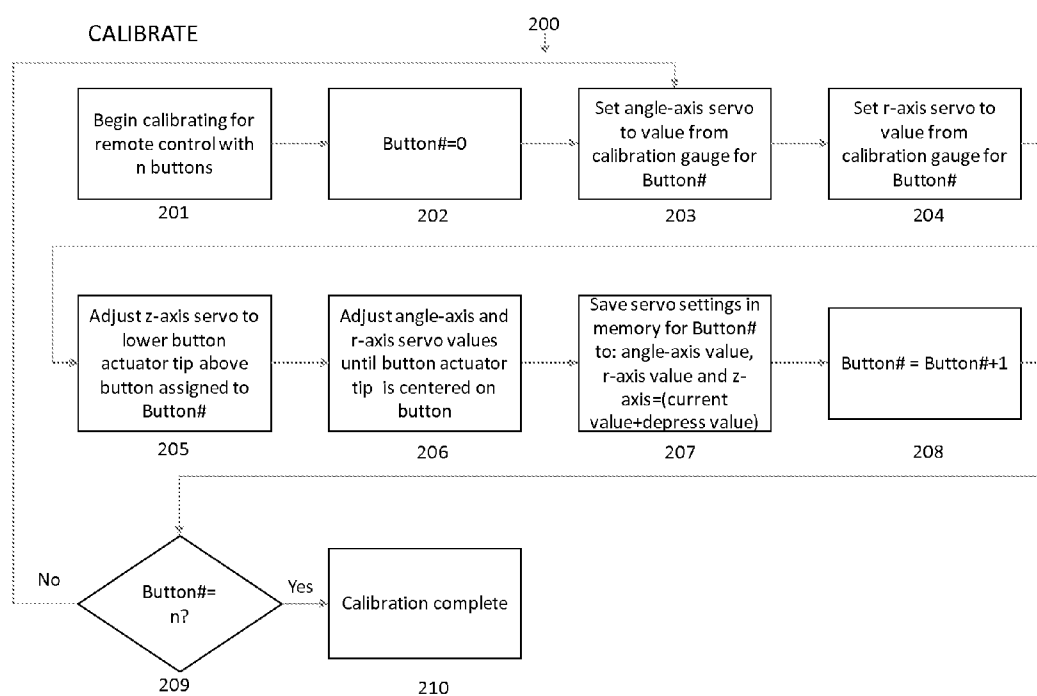 CALIBRATE
200
Begin calibrating for
remote control with
n buttons
201
Button#=0
202
Set angle-axis servo
to value from
calibration gauge for
Button#
203
Set r-axis servo to
value from
calibration gauge for
Button#
204
Adjust z-axis servo to
lower button
actuator tip above
button assigned to
Button#
205
Adjust angle-axis and
r-axis servo values
until button actuator
tip is centered on
button
206
Save servo settings in
memory for Button#
to: angle-axis value,
r-axis value and z-
axis=(current
value+depress value)
207
Button# = Button#+1
208
No
Button#=
n?
Yes
209
Calibration complete
210